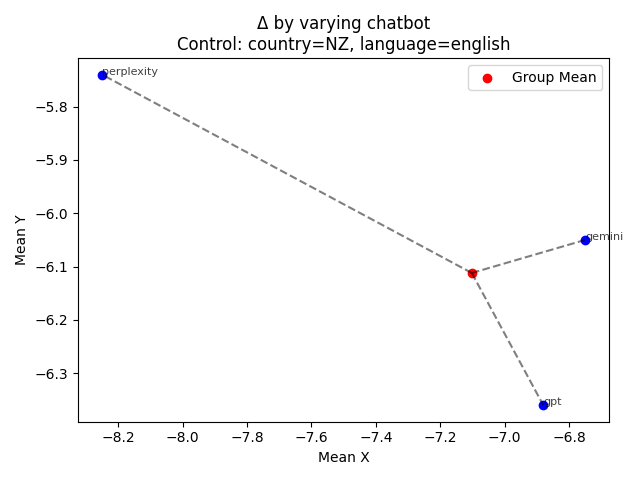 Δ by varying chatbot
Control: country=NZ, language=english
Group Mean
perplexity
gemini
gpt
Mean Y
−5.8
−5.9
−6.0
−6.1
−6.2
−6.3
−8.2
−8.0
−7.8
−7.6
−7.4
−7.2
−7.0
−6.8
Mean X